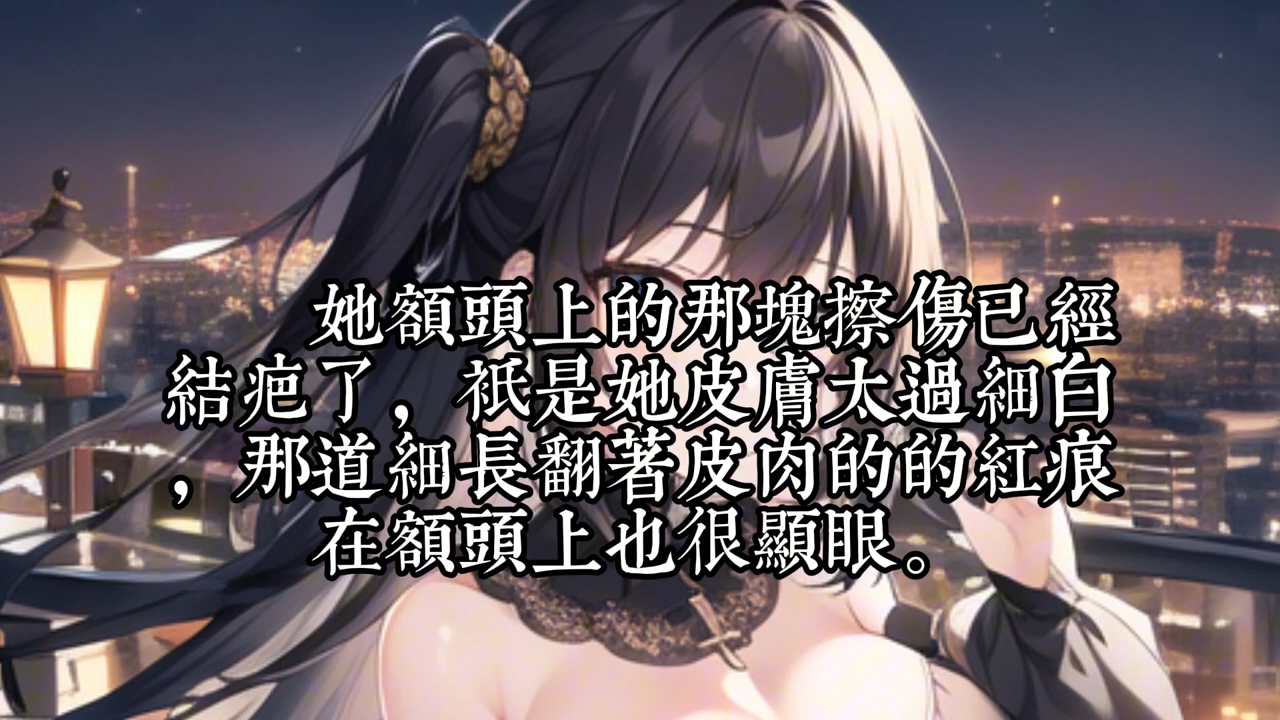 她額頭上的那塊擦傷已經
結疤了，衹是她皮膚太過細白
，那道細長翻著皮肉的的紅痕
在額頭上也很顯眼。